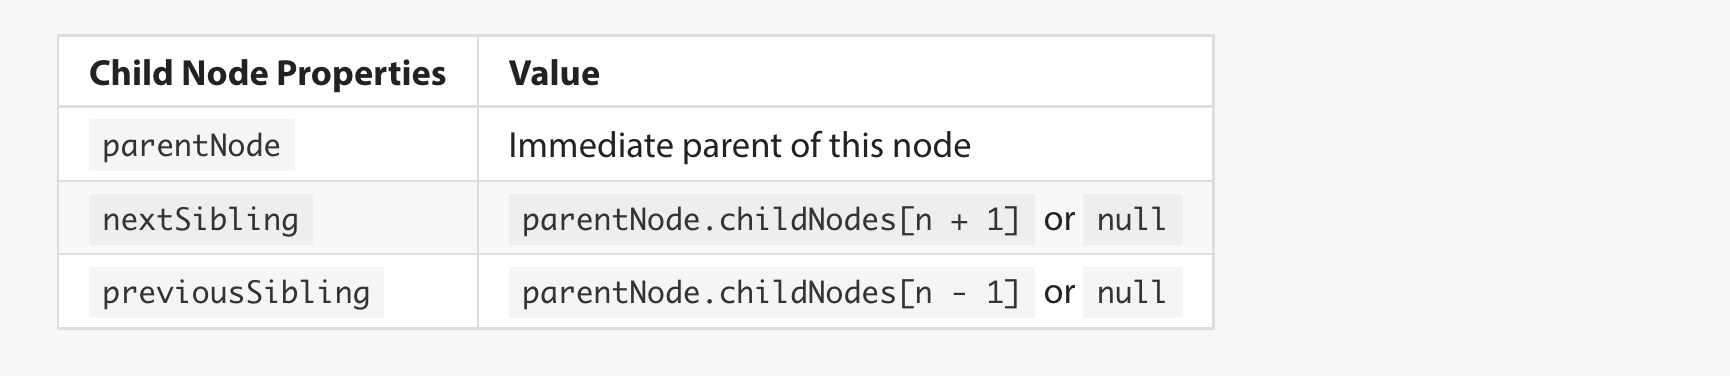 Child Node Properties Value
parentNode Immediate parent of this node
nextSibling parentNode.childNodes[n + 1] or null
previousSibling parentNode.childNodes[n - 1] or null